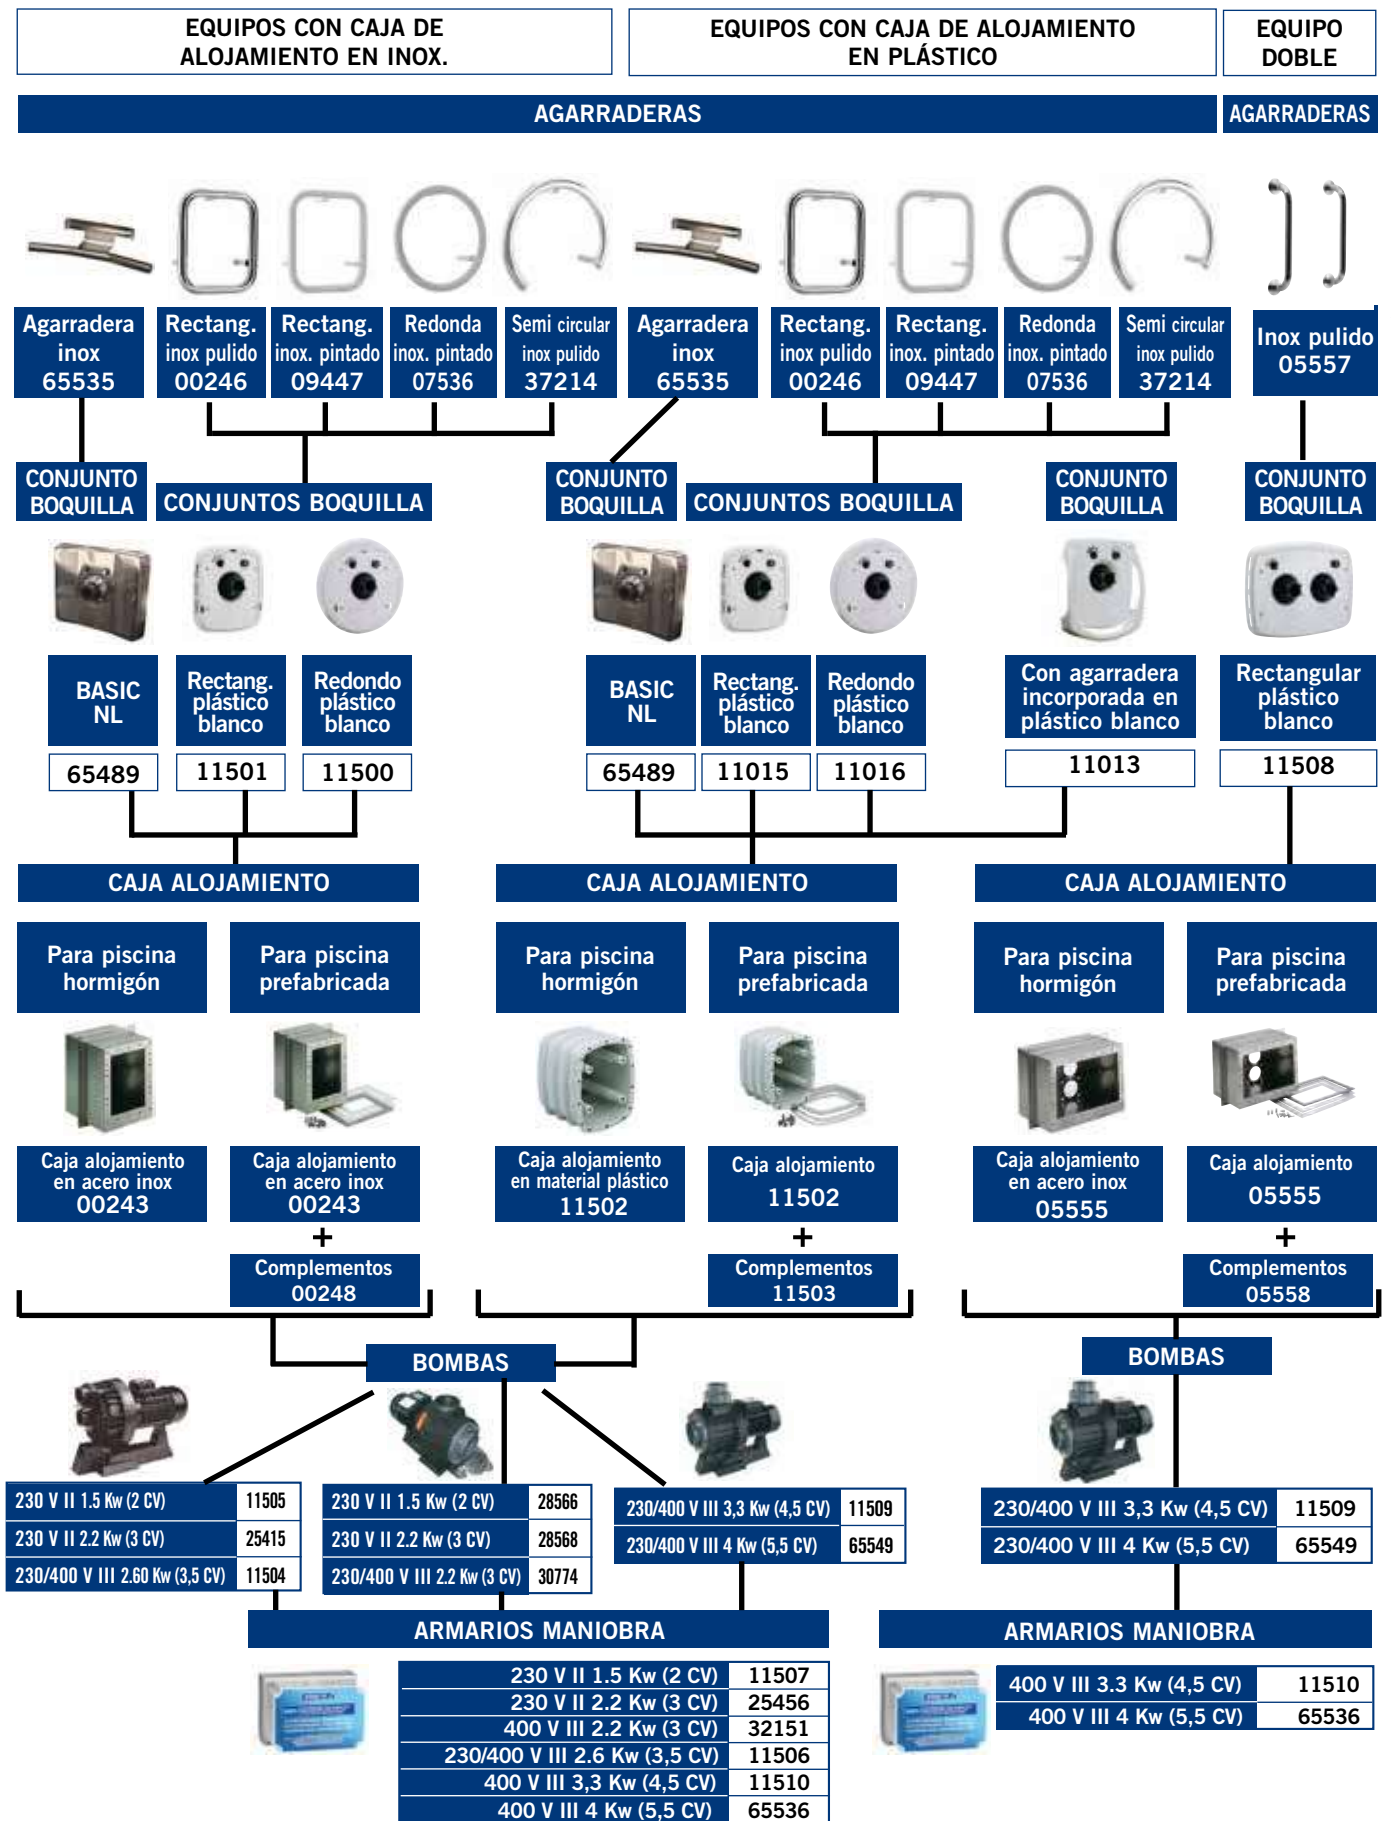 EQUIPOS CON CAJA DE
ALOJAMIENTO EN INOX.
EQUIPOS CON CAJA DE ALOJAMIENTO
EN PLÁSTICO
EQUIPO
DOBLE
AGARRADERAS
AGARRADERAS
Agarradera
inox
65535
Rectang.
inox pulido
00246
Rectang.
inox. pintado
09447
Redonda
inox. pintado
07536
Semi circular
inox pulido
37214
Agarradera
inox
65535
Rectang.
inox pulido
00246
Rectang.
inox. pintado
09447
Redonda
inox. pintado
07536
Semi circular
inox pulido
37214
Inox pulido
05557
CONJUNTO
BOQUILLA
CONJUNTOS BOQUILLA
CONJUNTO
BOQUILLA
CONJUNTOS BOQUILLA
CONJUNTO
BOQUILLA
CONJUNTO
BOQUILLA
BASIC
NL
65489
Rectang.
plástico
blanco
11501
Redondo
plástico
blanco
11500
BASIC
NL
65489
Rectang.
plástico
blanco
11015
Redondo
plástico
blanco
11016
Con agarradera
incorporada en
plástico blanco
11013
Rectangular
plástico
blanco
11508
CAJA ALOJAMIENTO
CAJA ALOJAMIENTO
CAJA ALOJAMIENTO
Para piscina
hormigón
Para piscina
prefabricada
Para piscina
hormigón
Para piscina
prefabricada
Para piscina
hormigón
Para piscina
prefabricada
Caja alojamiento
en acero inox
00243
Caja alojamiento
en acero inox
00243
+
Complementos
00248
Caja alojamiento
en material plástico
11502
Caja alojamiento
11502
+
Complementos
11503
Caja alojamiento
en acero inox
05555
Caja alojamiento
05555
+
Complementos
05558
BOMBAS
BOMBAS
230 V II 1.5 Kw (2 CV) 11505
230 V II 2.2 Kw (3 CV) 25415
230/400 V III 2.60 Kw (3,5 CV) 11504
230 V II 1.5 Kw (2 CV) 28566
230 V II 2.2 Kw (3 CV) 28568
230/400 V III 2.2 Kw (3 CV) 30774
230/400 V III 3,3 Kw (4,5 CV) 11509
230/400 V III 4 Kw (5,5 CV) 65549
230/400 V III 3,3 Kw (4,5 CV) 11509
230/400 V III 4 Kw (5,5 CV) 65549
ARMARIOS MANIOBRA
230 V II 1.5 Kw (2 CV) 11507
230 V II 2.2 Kw (3 CV) 25456
400 V III 2.2 Kw (3 CV) 32151
230/400 V III 2.6 Kw (3,5 CV) 11506
400 V III 3,3 Kw (4,5 CV) 11510
400 V III 4 Kw (5,5 CV) 65536
ARMARIOS MANIOBRA
400 V III 3.3 Kw (4,5 CV) 11510
400 V III 4 Kw (5,5 CV) 65536